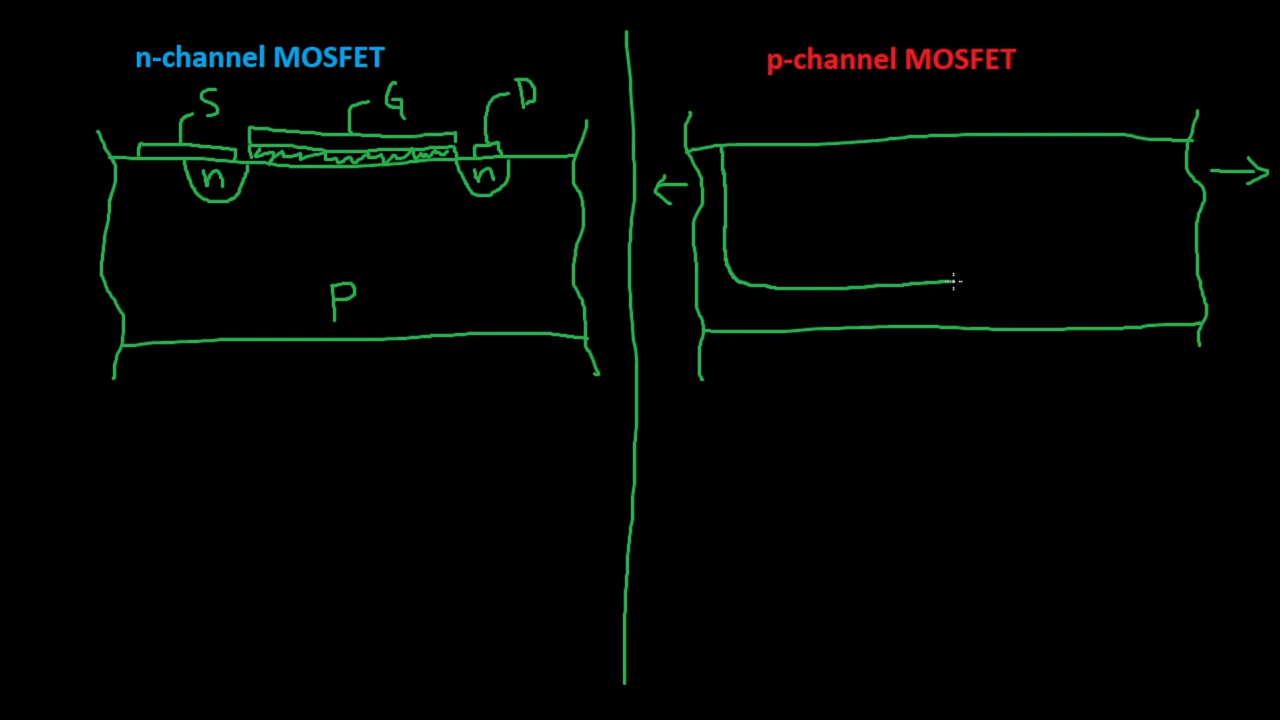 n-channel MOSFET
S G D
n n
P
p-channel MOSFET